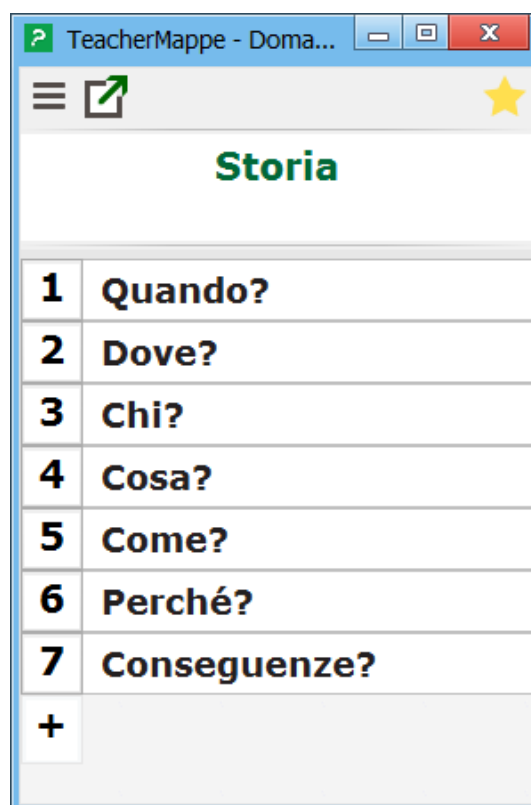 TeacherMappe - Doma...
Storia
1 Quando?
2 Dove?
3 Chi?
4 Cosa?
5 Come?
6 Perché?
7 Conseguenze?
+